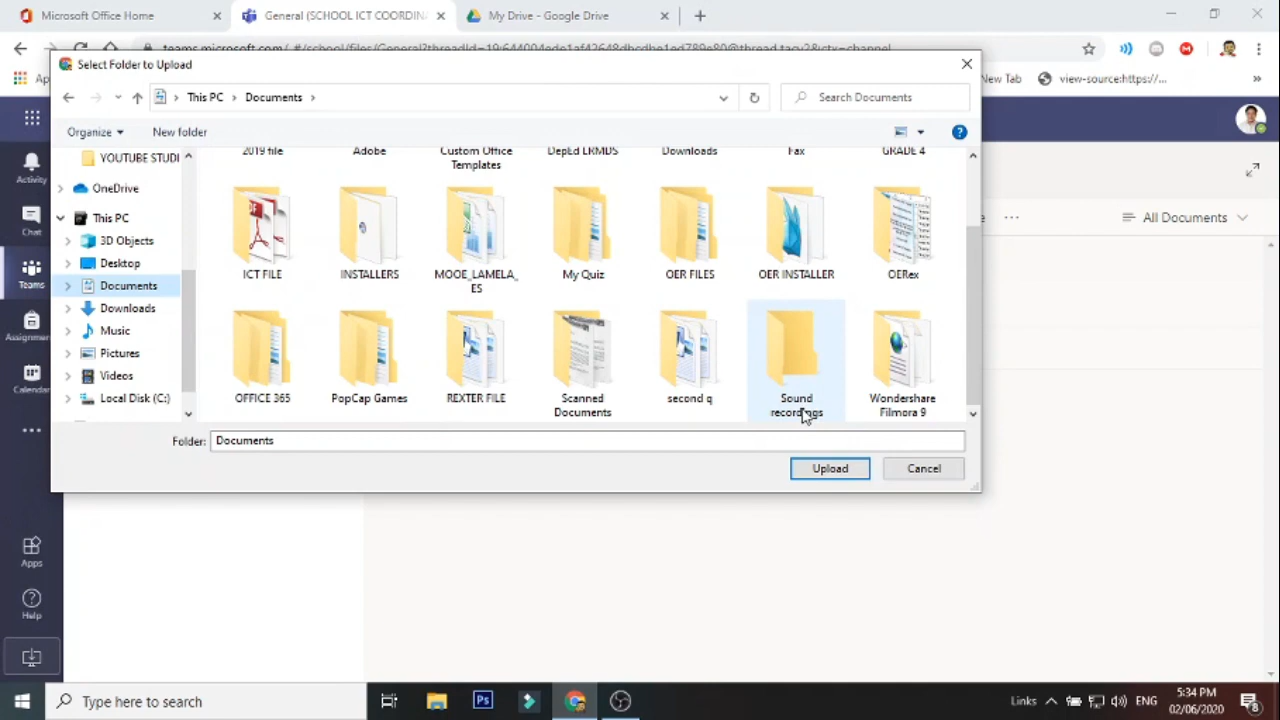 Microsoft Office Home
General (SCHOOL ICT COORDINA
My Drive - Google Drive
Ap
New Tab
view-source:https://...
Select Folder to Upload
This PC
Documents
Search Documents
Organize
New folder
YOUTUBE STUDI
OneDrive
This PC
3D Objects
Desktop
Documents
Downloads
Music
Pictures
Videos
Local Disk (C:)
2019 file
Adobe
Custom Office
Templates
DepEd LRMDS
Downloads
Fax
GRADE 4
ICT FILE
INSTALLERS
MOOE_LAMELA_
ES
My Quiz
OER FILES
OER INSTALLER
OERex
OFFICE 365
PopCap Games
REXTER FILE
Scanned
Documents
second q
Sound
recordings
Wondershare
Filmora 9
Folder:
Documents
Upload
Cancel
Activity
Chat
Teams
Assignmen
Calendar
Apps
Help
All Documents
Type here to search
Ps
Links
ENG
5:34 PM
02/06/2020
8